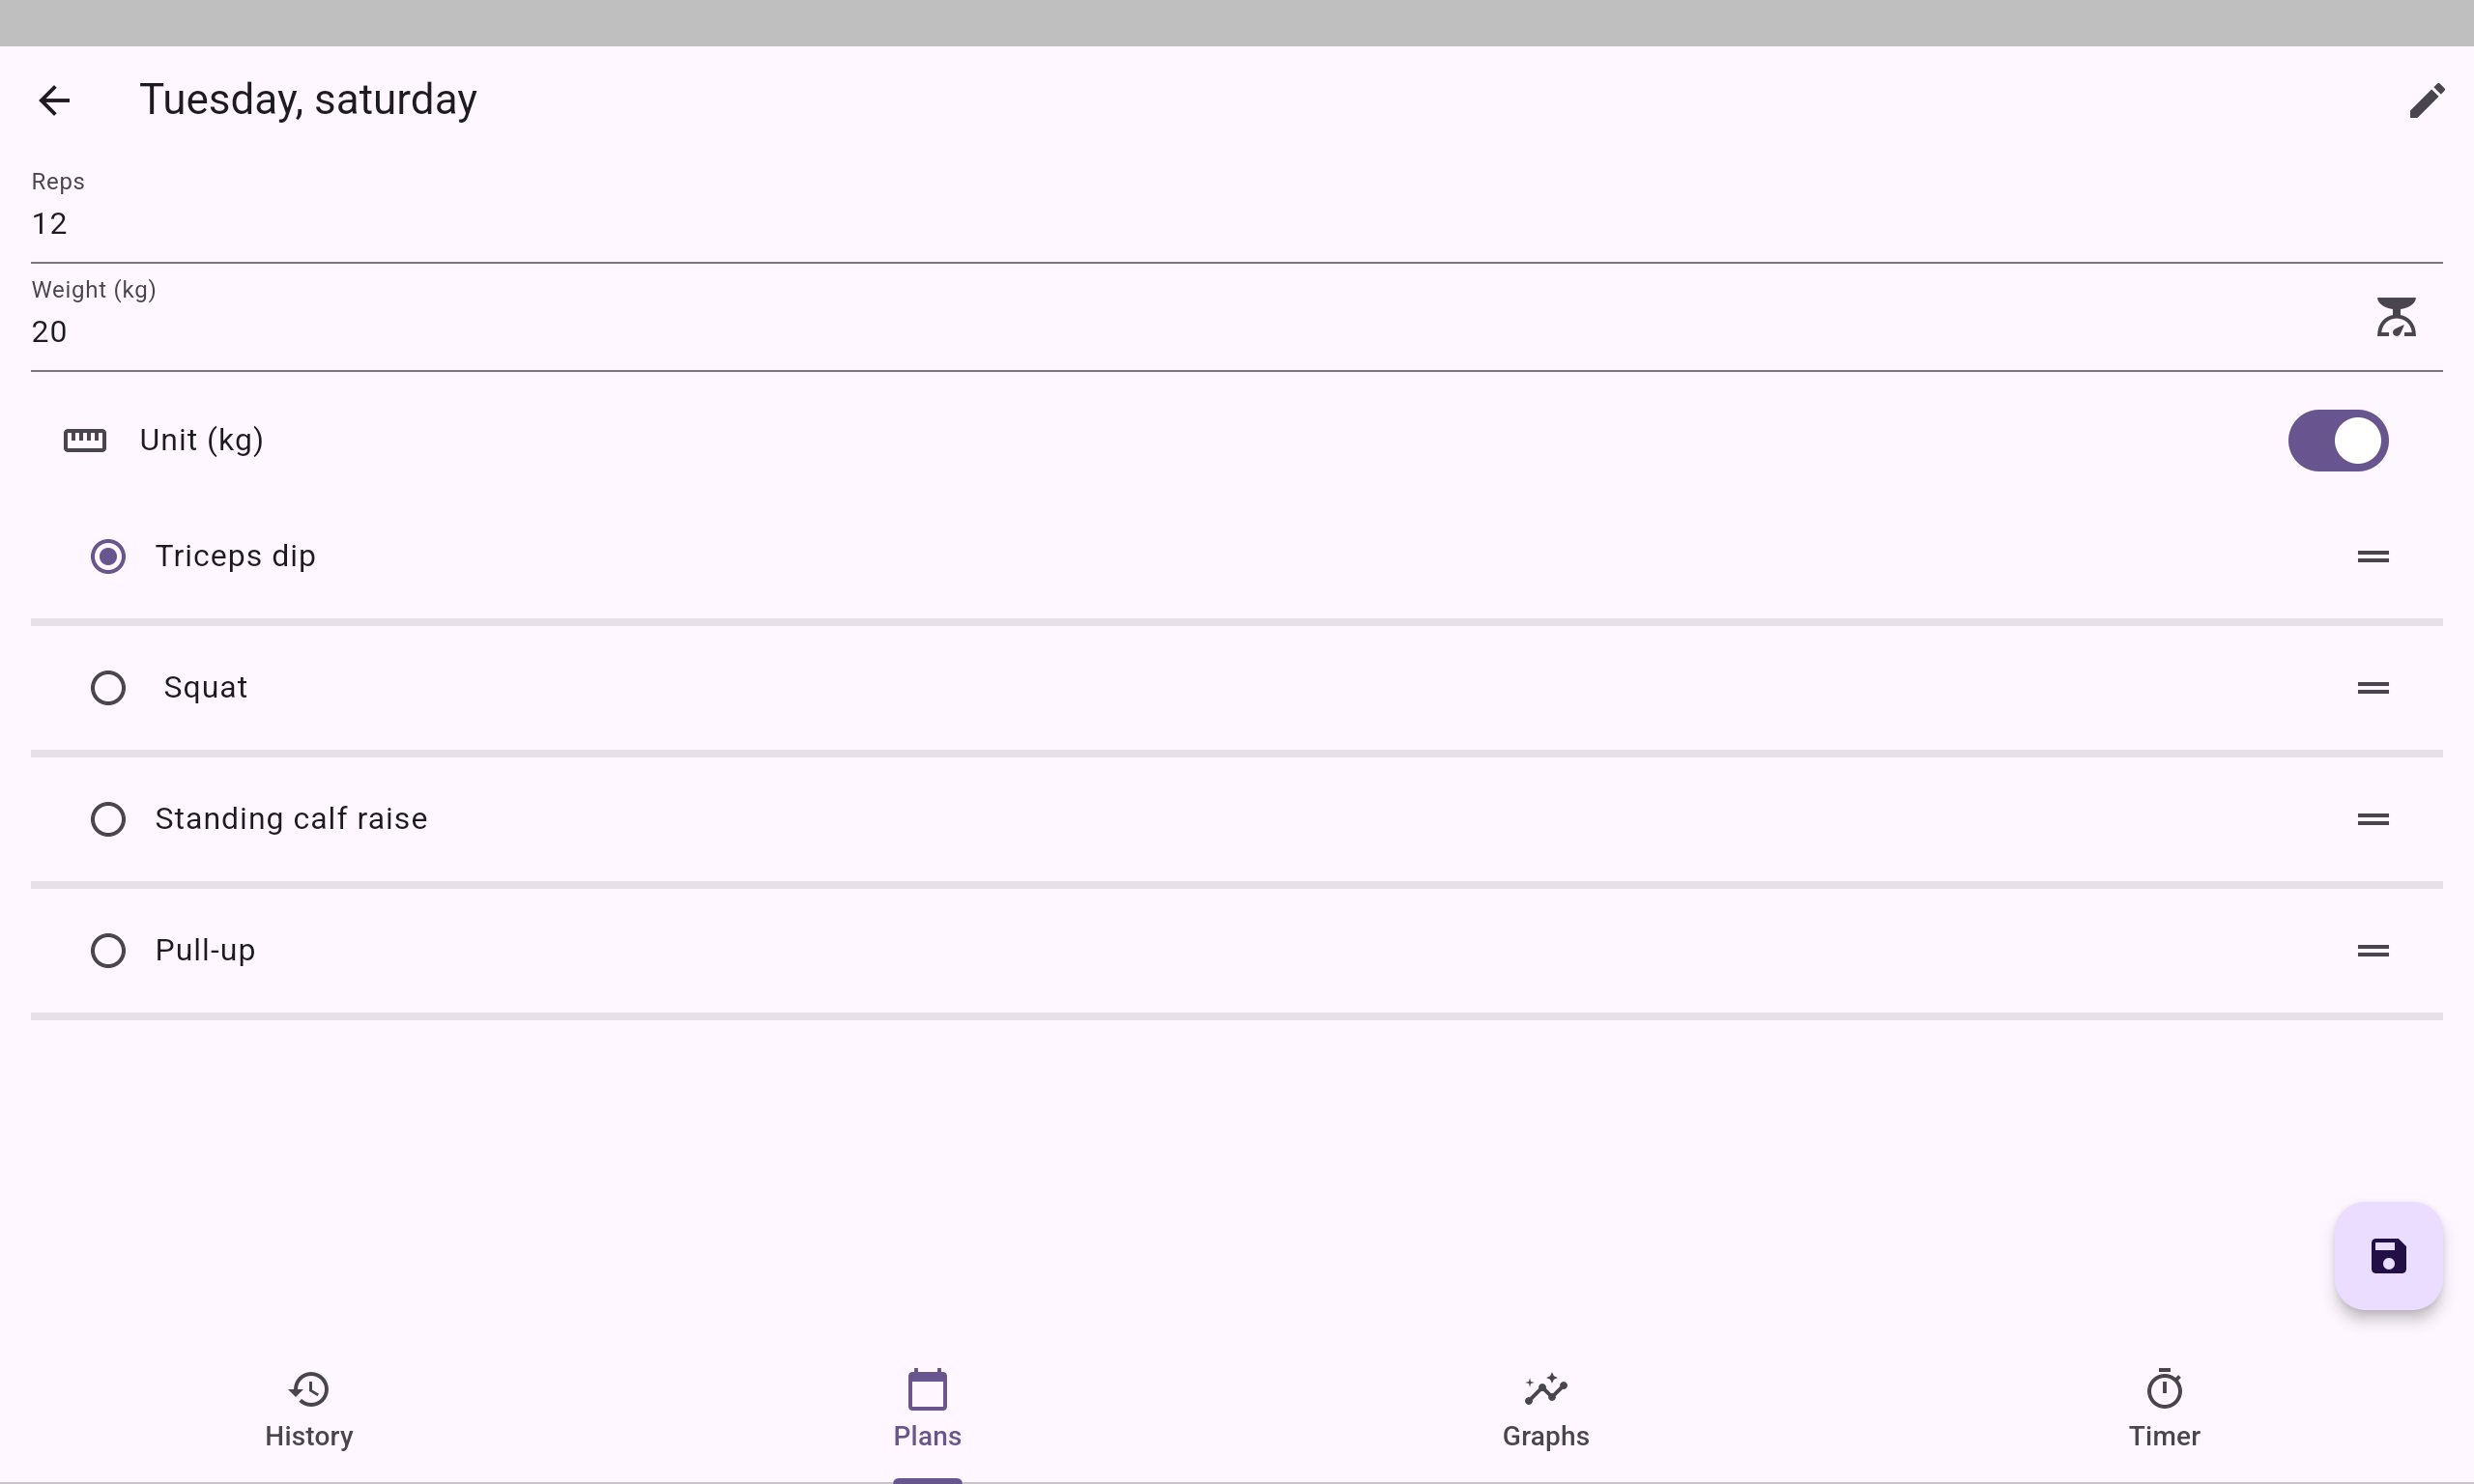 Tuesday, saturday
Reps
12
Weight (kg)
20
Unit (kg)
Triceps dip
Squat
Standing calf raise
Pull-up
History
Plans
Graphs
Timer